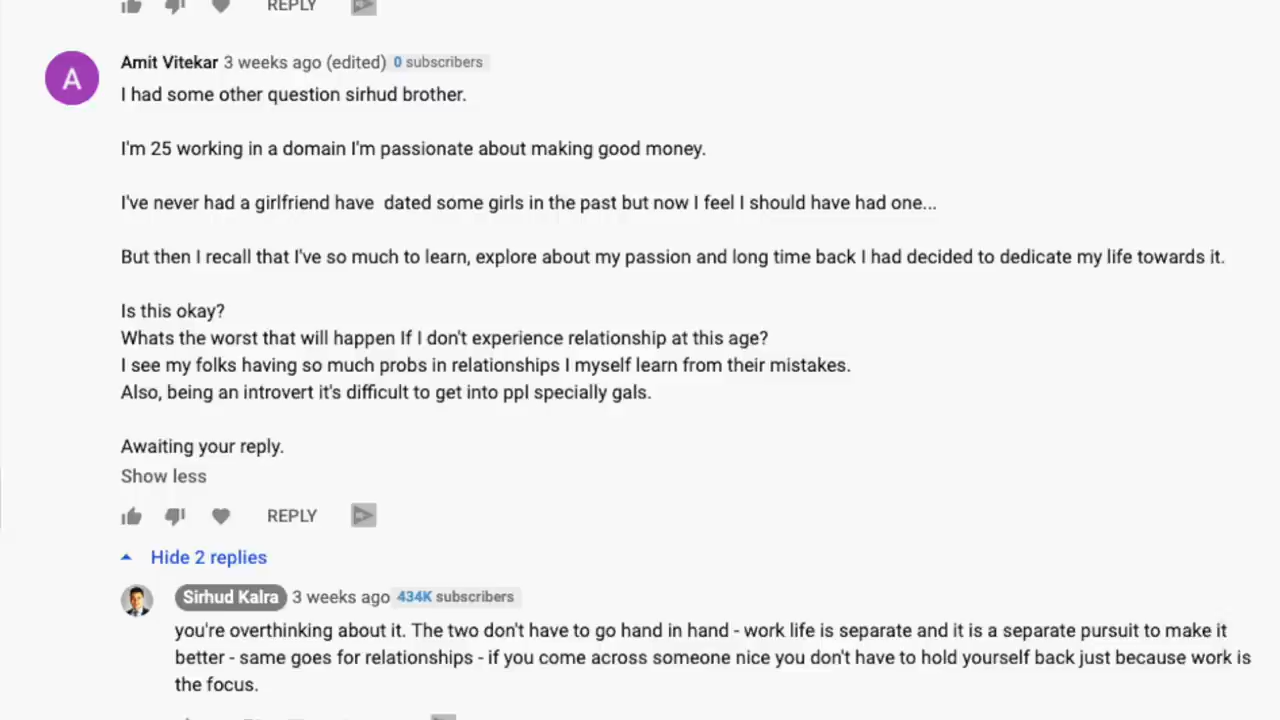 REPLY
A
Amit Vitekar 3 weeks ago (edited) 0 subscribers
I had some other question sirhud brother.
I'm 25 working in a domain I'm passionate about making good money.
I've never had a girlfriend have dated some girls in the past but now I feel I should have had one...
But then I recall that I've so much to learn, explore about my passion and long time back I had decided to dedicate my life towards it.
Is this okay?
Whats the worst that will happen If I don't experience relationship at this age?
I see my folks having so much probs in relationships I myself learn from their mistakes.
Also, being an introvert it's difficult to get into ppl specially gals.
Awaiting your reply.
Show less
REPLY
Hide 2 replies
Sirhud Kalra 3 weeks ago 434K subscribers
you're overthinking about it. The two don't have to go hand in hand - work life is separate and it is a separate pursuit to make it
better - same goes for relationships - if you come across someone nice you don't have to hold yourself back just because work is
the focus.